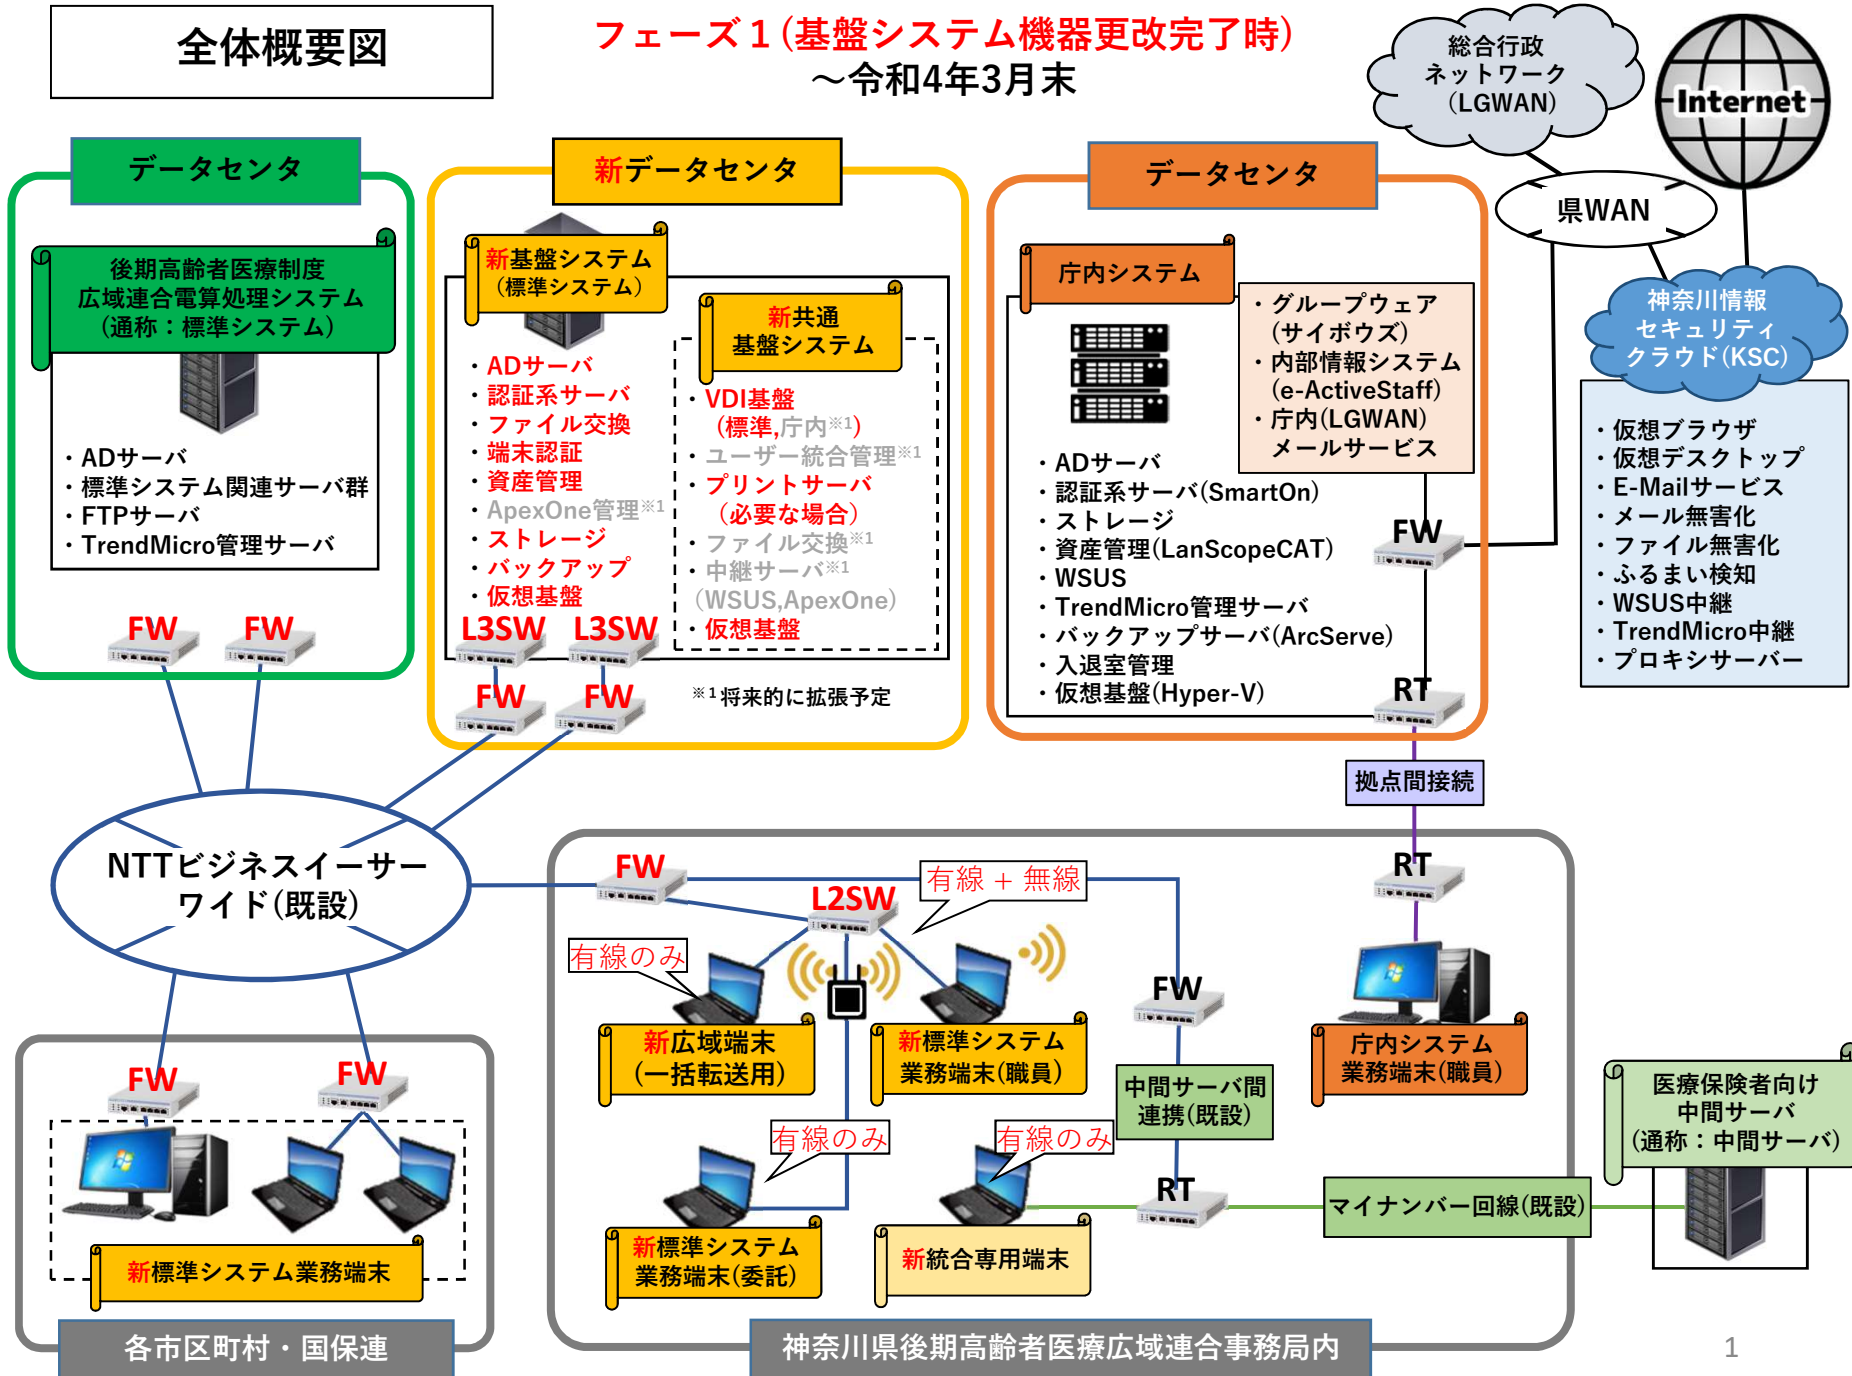 全体概要図
フェーズ1(基盤システム機器更改完了時)
～令和4年3月末
総合行政
ネットワーク
(LGWAN)
Internet
県WAN
神奈川情報
セキュリティ
クラウド(KSC)
・仮想ブラウザ
・仮想デスクトップ
・E-Mailサービス
・メール無害化
・ファイル無害化
・ふるまい検知
・WSUS中継
・TrendMicro中継
・プロキシサーバー
データセンタ
後期高齢者医療制度
広域連合電算処理システム
(通称：標準システム)
・ADサーバ
・標準システム関連サーバ群
・FTPサーバ
・TrendMicro管理サーバ
FW
FW
新データセンタ
新基盤システム
(標準システム)
・ADサーバ
・認証系サーバ
・ファイル交換
・端末認証
・資産管理
・ApexOne管理※1
・ストレージ
・バックアップ
・仮想基盤
新共通
基盤システム
・VDI基盤
(標準,庁内※1)
・ユーザー統合管理※1
・プリントサーバ
（必要な場合）
・ファイル交換※1
・中継サーバ※1
(WSUS,ApexOne)
・仮想基盤
L3SW
L3SW
FW
FW
※1 将来的に拡張予定
データセンタ
庁内システム
・グループウェア
(サイボウズ)
・内部情報システム
(e-ActiveStaff)
・庁内(LGWAN)
メールサービス
・ADサーバ
・認証系サーバ(SmartOn)
・ストレージ
・資産管理(LanScopeCAT)
・WSUS
・TrendMicro管理サーバ
・バックアップサーバ(ArcServe)
・入退室管理
・仮想基盤(Hyper-V)
FW
RT
拠点間接続
NTTビジネスイーサー
ワイド(既設)
FW
L2SW
有線 + 無線
有線のみ
RT
FW
新広域端末
(一括転送用)
新標準システム
業務端末(職員)
庁内システム
業務端末(職員)
中間サーバ間
連携(既設)
有線のみ
有線のみ
RT
マイナンバー回線(既設)
医療保険者向け
中間サーバ
(通称：中間サーバ)
新標準システム
業務端末(委託)
新統合専用端末
神奈川県後期高齢者医療広域連合事務局内
FW
FW
新標準システム業務端末
各市区町村・国保連
1